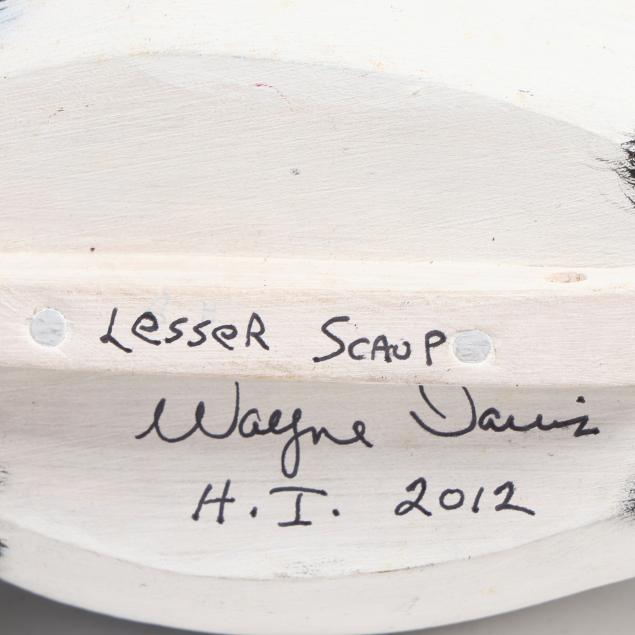 Lesser Scaup
Wayne Davis
H.I. 2012